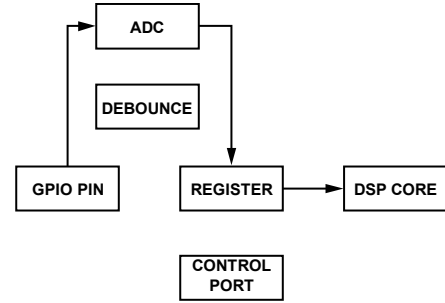 ADC
DEBOUNCE
GPIO PIN
REGISTER
DSP CORE
CONTROL
PORT